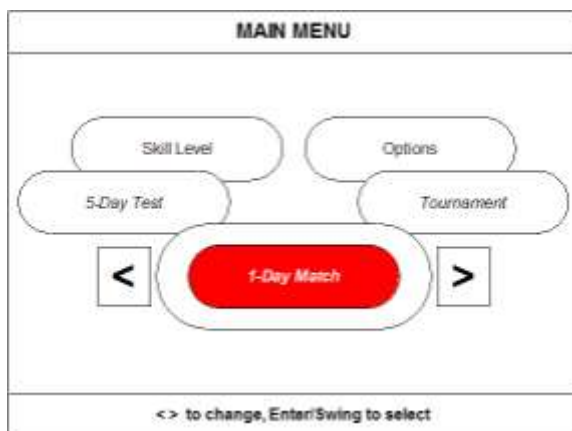 MAIN MENU
Skill Level
Options
5-Day Test
Tournament
<
1-Day Match
>
<> to change, Enter/Swing to select